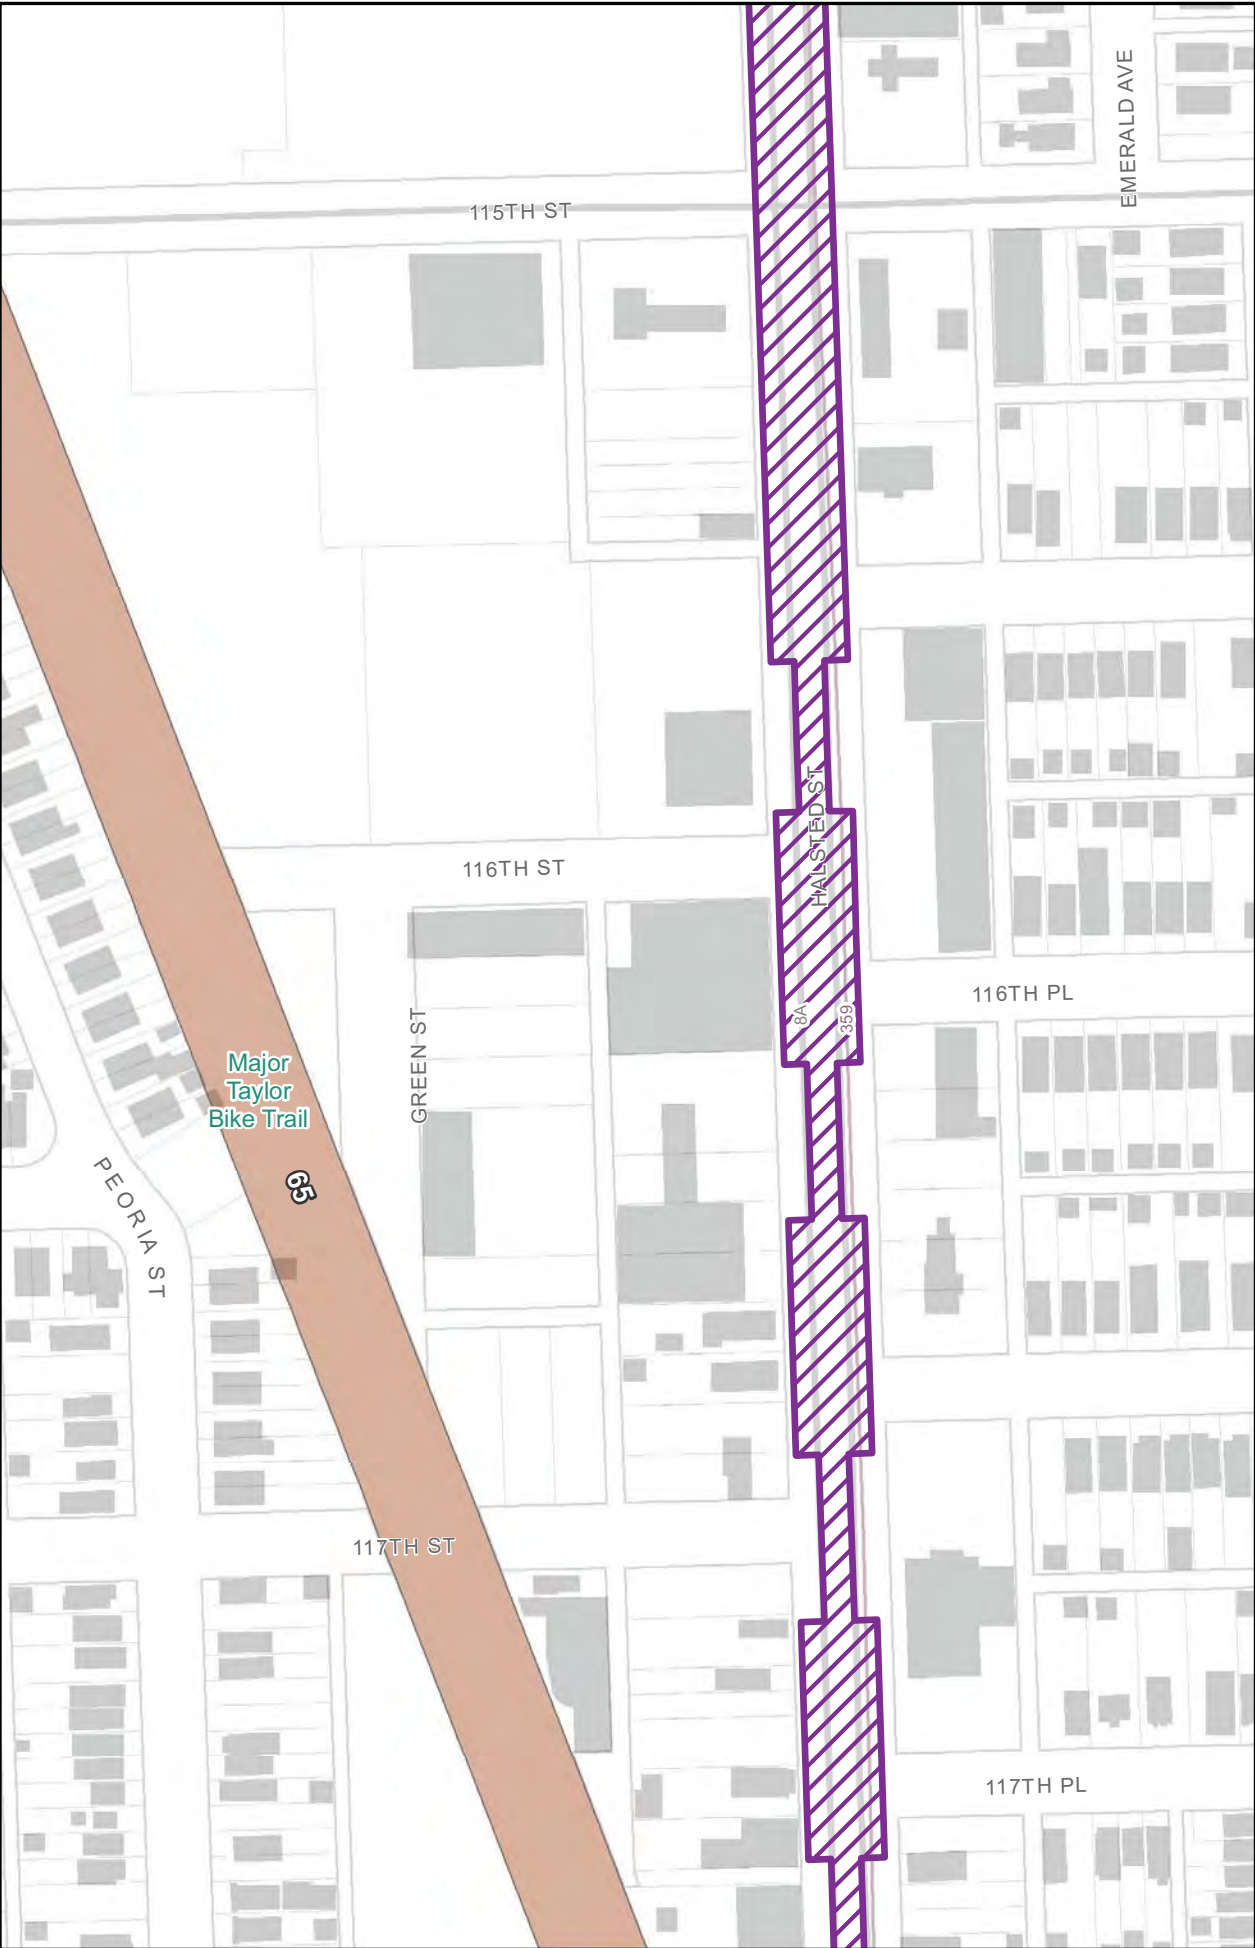 EMERALD AVE
115TH ST
HALSTED ST
116TH ST
116TH PL
8A
359
GREEN ST
Major
Taylor
Bike Trail
65
PEORIA ST
117TH ST
117TH PL